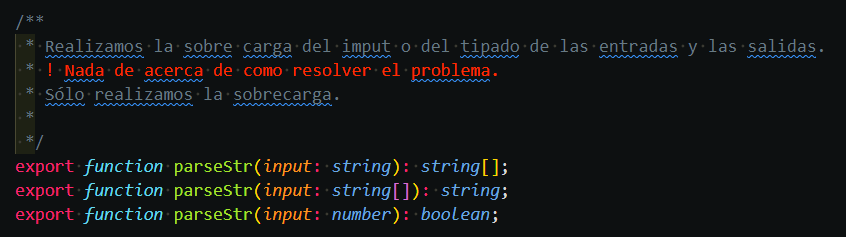 /**
 * Realizamos la sobre carga del imput o del tipado de las entradas y las salidas.
 * ! Nada de acerca de como resolver el problema.
 * Sólo realizamos la sobrecarga.
 *
 */
export function parseStr(input: string): string[];
export function parseStr(input: string[]): string;
export function parseStr(input: number): boolean;